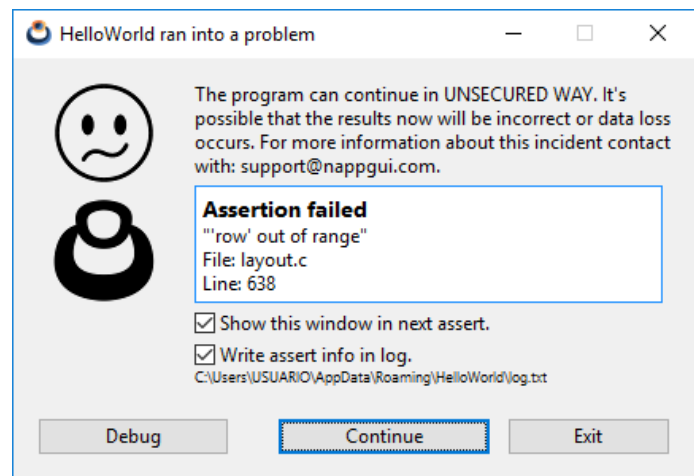 HelloWorld ran into a problem
The program can continue in UNSECURED WAY. It's
possible that the results now will be incorrect or data loss
occurs. For more information about this incident contact
with: support@nappgui.com.
Assertion failed
"'row' out of range"
File: layout.c
Line: 638
Show this window in next assert.
Write assert info in log.
C:\Users\USUARIO\AppData\Roaming\HelloWorld\log.txt
Debug
Continue
Exit